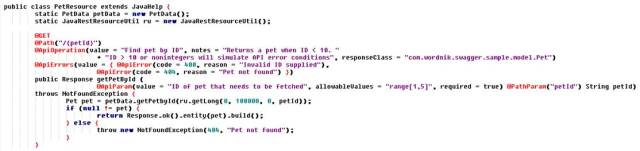 public class PetResource extends JavaHelp {
static PetData petData = new PetData();
static JavaRestResourceUtil ru = new JavaRestResourceUtil();
@GET
@Path("/{petId}")
@ApiOperation(value = "Find pet by ID", notes = "Returns a pet when ID < 10. "
+ "ID > 10 or nonintegers will simulate API error conditions", responseClass = "com.wordnik.swagger.sample.model.Pet")
@ApiErrors(value = { @ApiError(code = 400, reason = "Invalid ID supplied"),
@ApiError(code = 404, reason = "Pet not found") })
public Response getPetById (
@ApiParam(value = "ID of pet that needs to be fetched", allowableValues = "range[1,5]", required = true) @PathParam("petId") String petId)
throws NotFoundException {
Pet pet = petData.getPetbyId(ru.getLong(0, 100000, 0, petId));
if (null != pet) {
return Response.ok().entity(pet).build();
} else {
throw new NotFoundException(404, "Pet not found");
}
}